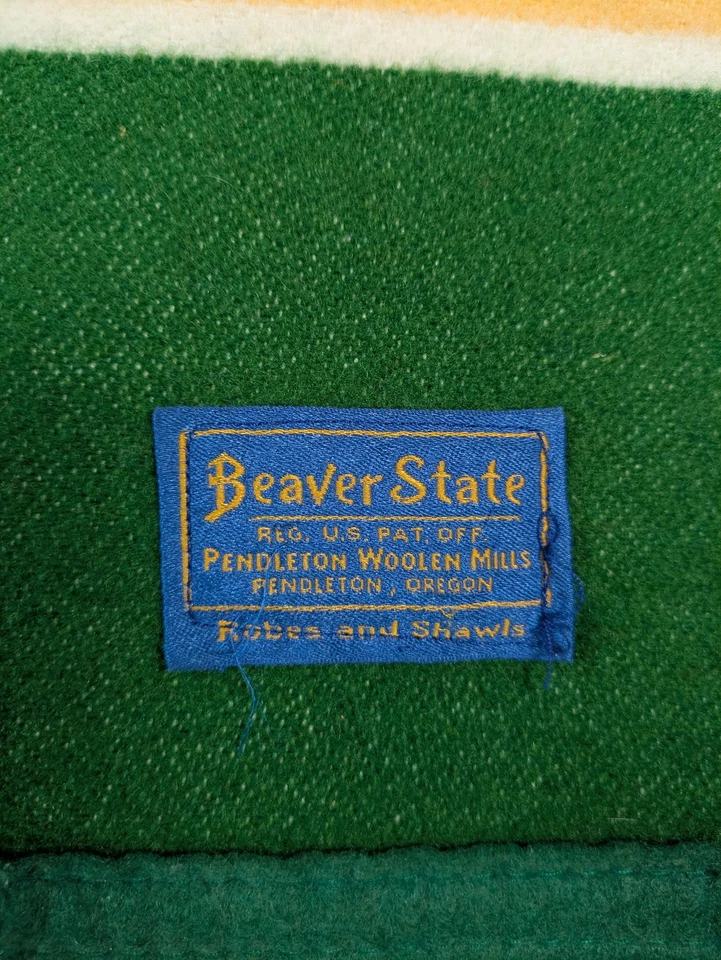 Beaver State
REG. U.S. PAT. OFF.
PENDLETON WOOLEN MILLS
PENDLETON, OREGON
Robes and Shawls